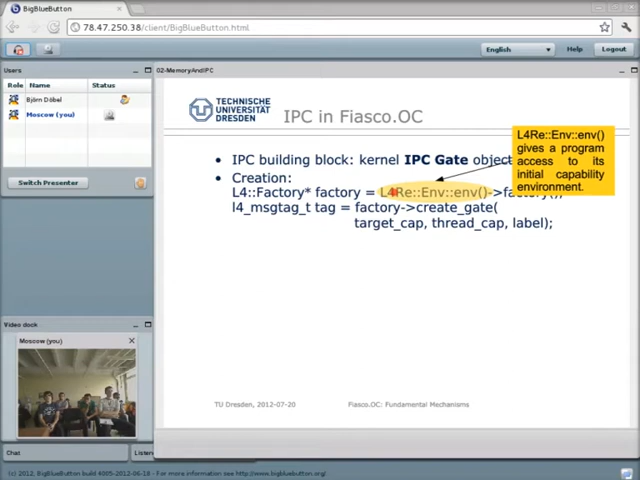 BigBlueButton
78.47.250.38/client/BigBlueButton.html
English
Help
Logout
Users
Role Name Status
Björn Döbel
Moscow (you)
Switch Presenter
Video dock
Moscow (you)
Chat
Listen
02-MemoryAndIPC
TECHNISCHE
UNIVERSITÄT
DRESDEN
IPC in Fiasco.OC
• IPC building block: kernel IPC Gate object
• Creation:
L4::Factory* factory = L4Re::Env::env()->factory();
l4_msgtag_t tag = factory->create_gate(
target_cap, thread_cap, label);
L4Re::Env::env()
gives a program
access to its
initial capability
environment.
TU Dresden, 2012-07-20
Fiasco.OC: Fundamental Mechanisms
(c) 2012, BigBlueButton build 4005-2012-06-18 - For more information see http://www.bigbluebutton.org/